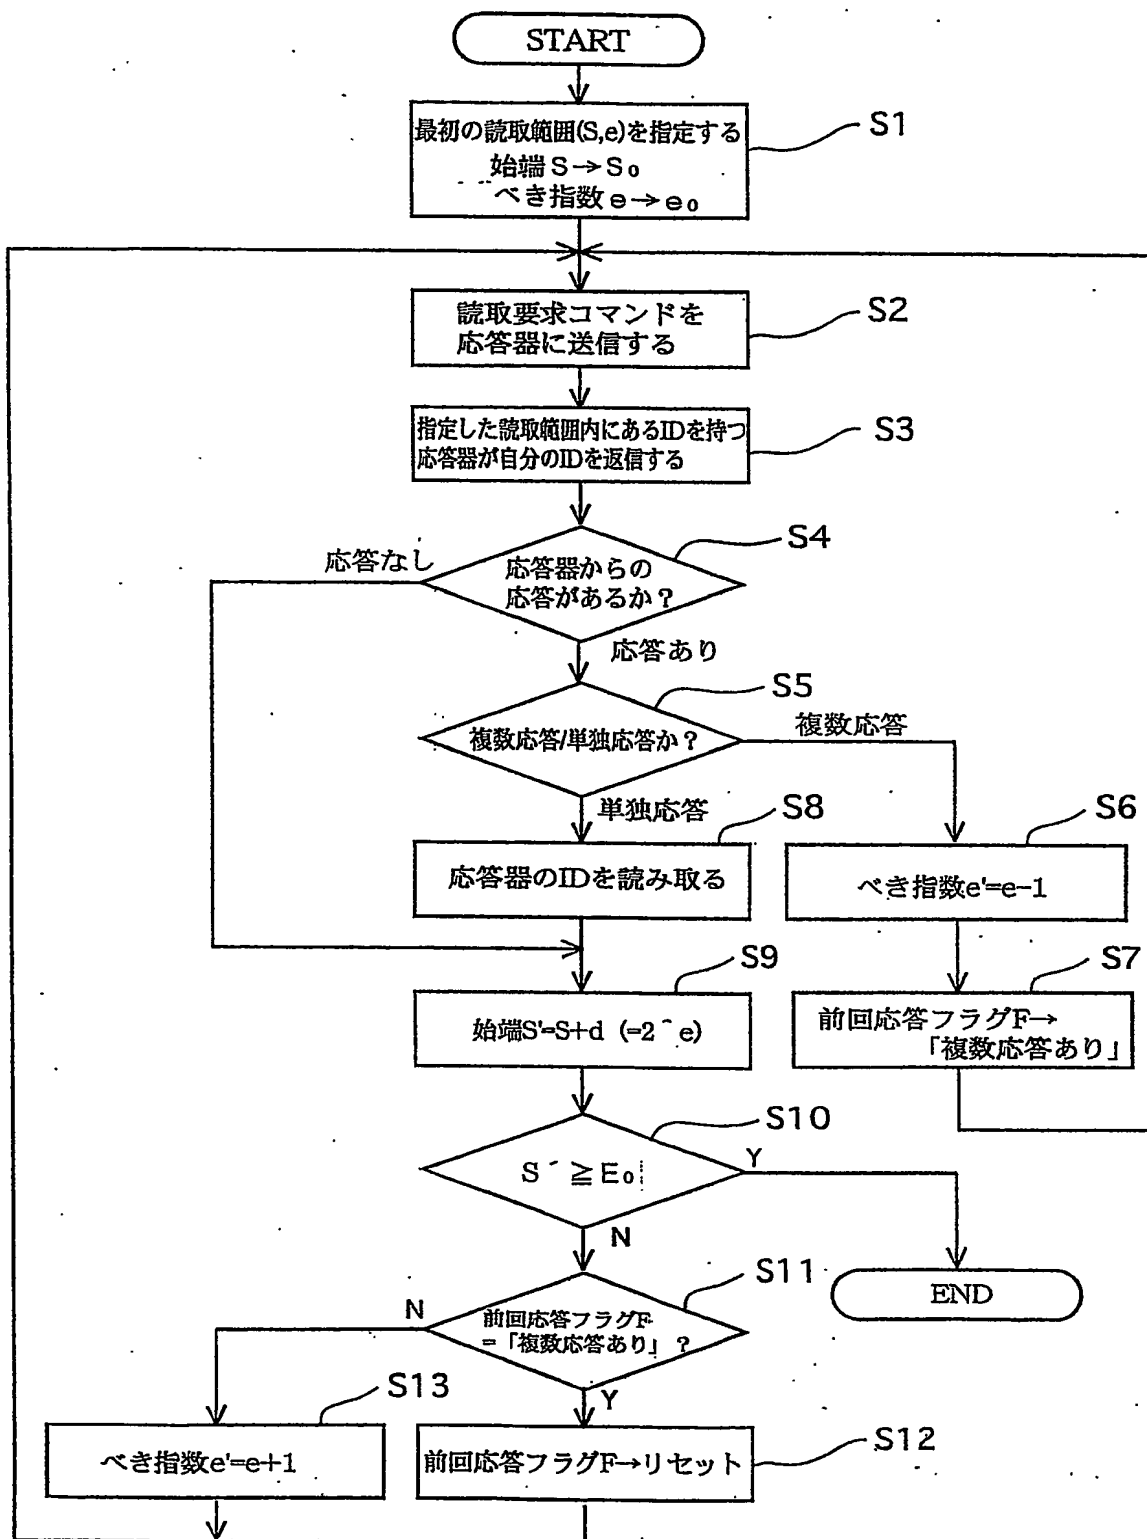 START
最初の読取範囲(S,e)を指定する
始端S→S₀
べき指数e→e₀
S1
読取要求コマンドを
応答器に送信する
S2
指定した読取範囲内にあるIDを持つ
応答器が自分のIDを返信する
S3
応答なし
応答器からの
応答があるか？
S4
応答あり
複数応答/単独応答か？
S5
複数応答
単独応答
S8
応答器のIDを読み取る
S6
べき指数e'=e-1
S9
始端S'=S+d (=2^e)
S7
前回応答フラグF→
「複数応答あり」
S10
S´≧E₀
Y
N
END
S11
N
前回応答フラグF
=「複数応答あり」？
Y
S13
べき指数e'=e+1
S12
前回応答フラグF→リセット